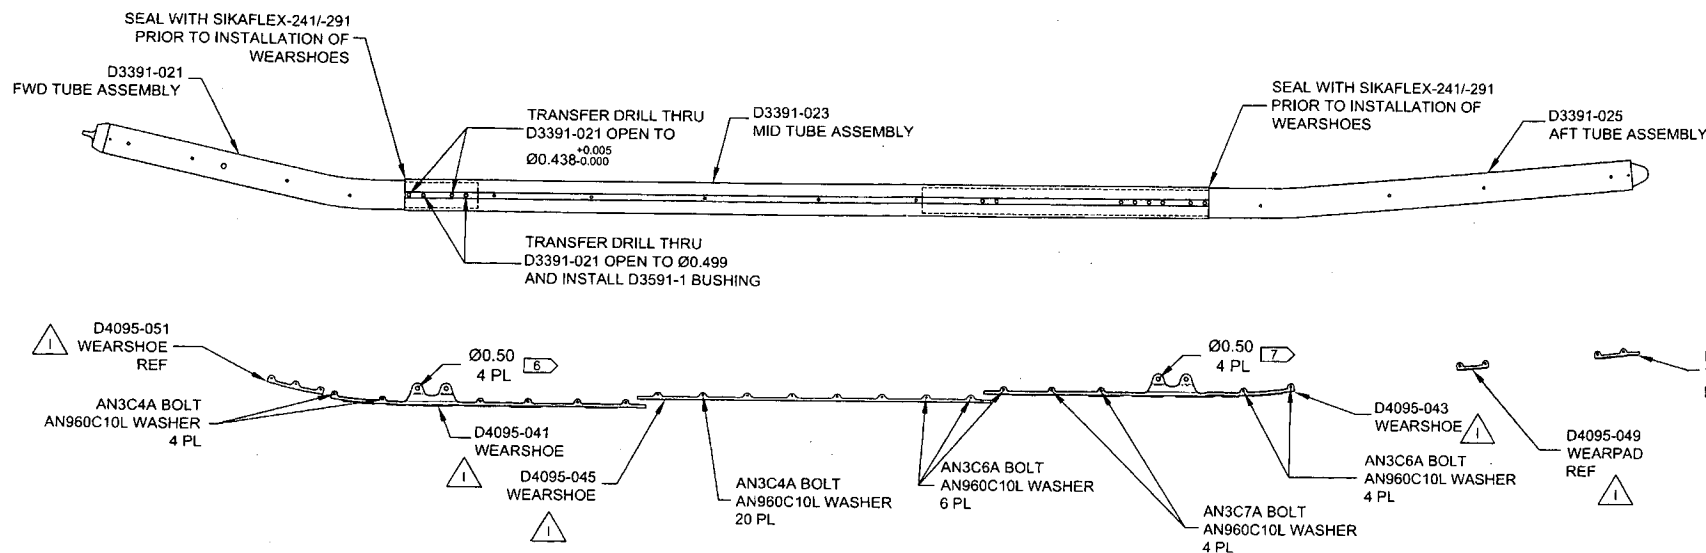 SEAL WITH SIKAFLEX-241/-291
PRIOR TO INSTALLATION OF
WEARSHOES
D3391-021
FWD TUBE ASSEMBLY
TRANSFER DRILL THRU
D3391-021 OPEN TO
Ø0.438 +0.005 -0.000
D3391-023
MID TUBE ASSEMBLY
SEAL WITH SIKAFLEX-241/-291
PRIOR TO INSTALLATION OF
WEARSHOES
D3391-025
AFT TUBE ASSEMBLY
TRANSFER DRILL THRU
D3391-021 OPEN TO Ø0.499
AND INSTALL D3591-1 BUSHING
1
D4095-051
WEARSHOE
REF
Ø0.50
4 PL
6
AN3C4A BOLT
AN960C10L WASHER
4 PL
D4095-041
WEARSHOE
1
D4095-045
WEARSHOE
1
AN3C4A BOLT
AN960C10L WASHER
20 PL
AN3C6A BOLT
AN960C10L WASHER
6 PL
Ø0.50
4 PL
7
AN3C7A BOLT
AN960C10L WASHER
4 PL
D4095-043
WEARSHOE
1
AN3C6A BOLT
AN960C10L WASHER
4 PL
D4095-049
WEARPAD
REF
1